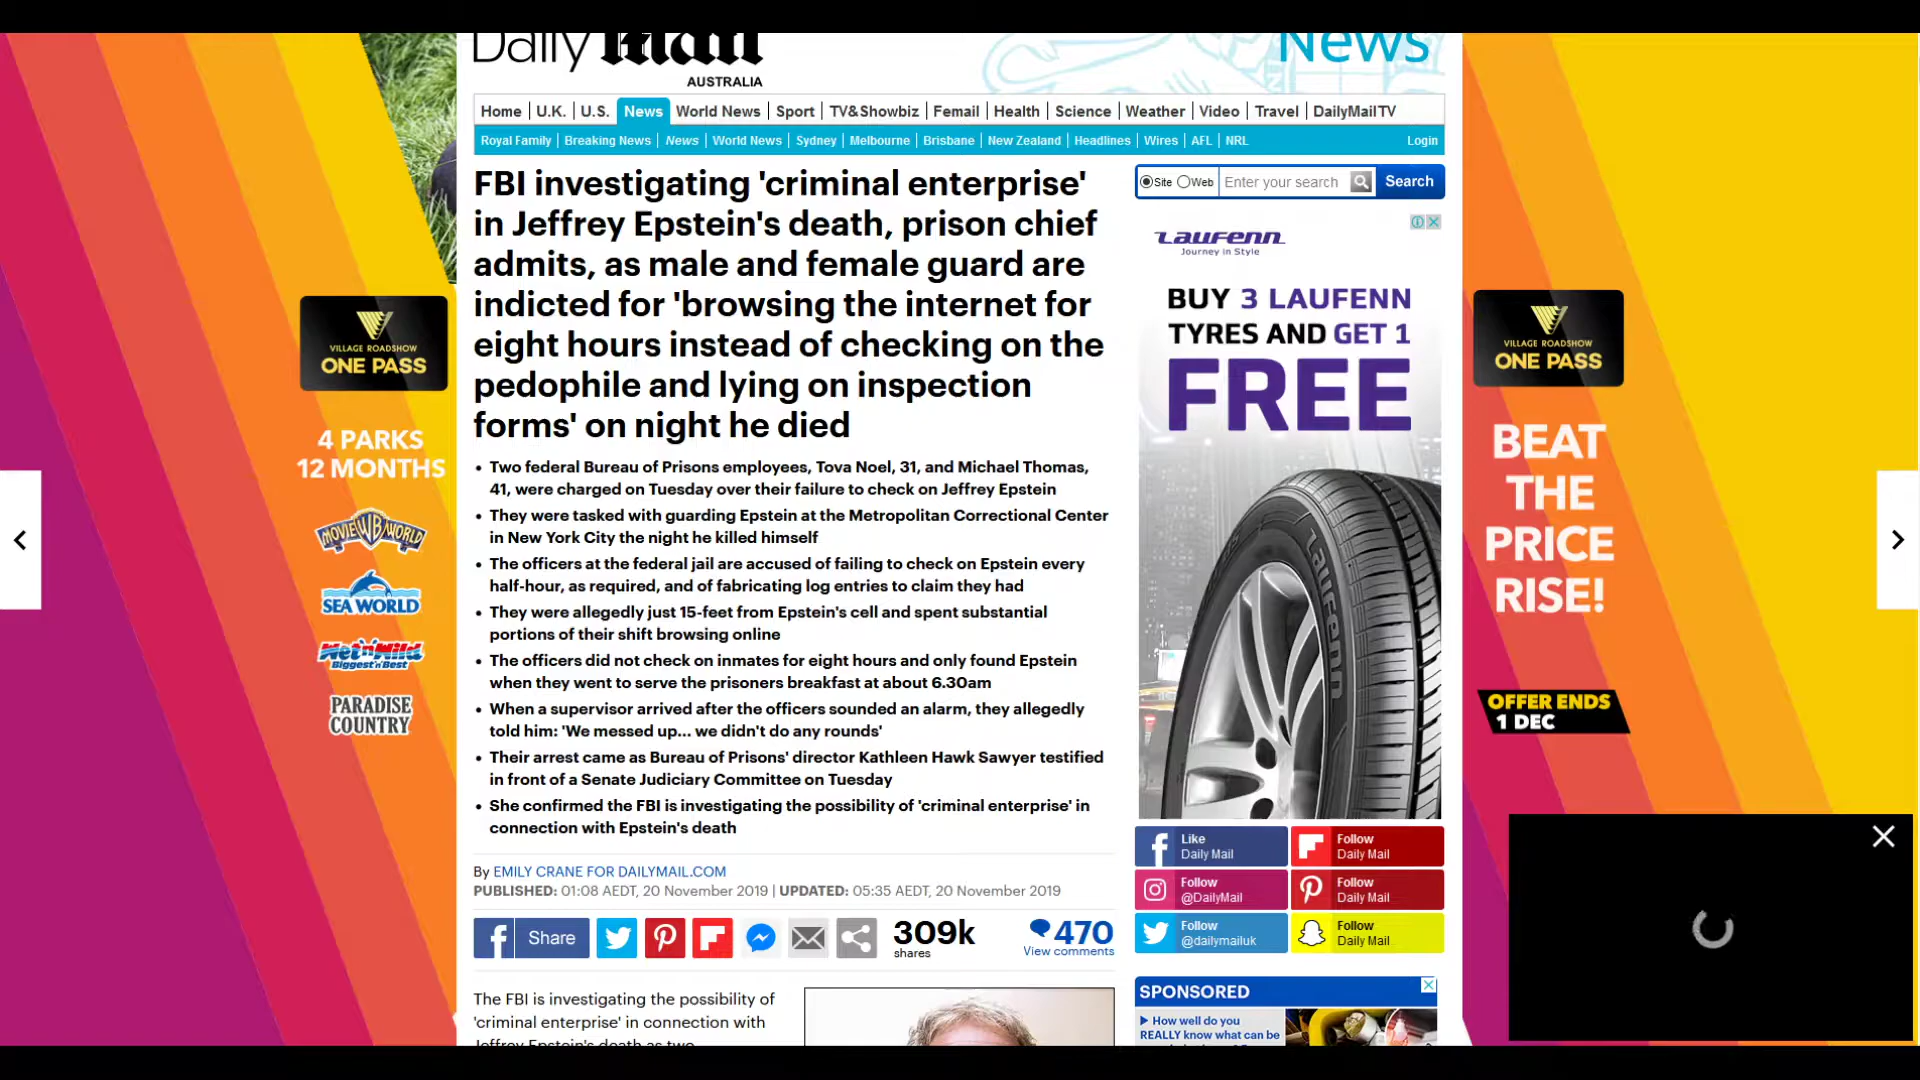 Daily Mail
AUSTRALIA
News
Home U.K. U.S. News World News Sport TV&Showbiz Femail Health Science Weather Video Travel DailyMailTV
Royal Family Breaking News News World News Sydney Melbourne Brisbane New Zealand Headlines Wires AFL NRL Login
FBI investigating 'criminal enterprise'
in Jeffrey Epstein's death, prison chief
admits, as male and female guard are
indicted for 'browsing the internet for
eight hours instead of checking on the
pedophile and lying on inspection
forms' on night he died
• Two federal Bureau of Prisons employees, Tova Noel, 31, and Michael Thomas,
41, were charged on Tuesday over their failure to check on Jeffrey Epstein
• They were tasked with guarding Epstein at the Metropolitan Correctional Center
in New York City the night he killed himself
• The officers at the federal jail are accused of failing to check on Epstein every
half-hour, as required, and of fabricating log entries to claim they had
• They were allegedly just 15-feet from Epstein's cell and spent substantial
portions of their shift browsing online
• The officers did not check on inmates for eight hours and only found Epstein
when they went to serve the prisoners breakfast at about 6.30am
• When a supervisor arrived after the officers sounded an alarm, they allegedly
told him: 'We messed up... we didn't do any rounds'
• Their arrest came as Bureau of Prisons' director Kathleen Hawk Sawyer testified
in front of a Senate Judiciary Committee on Tuesday
• She confirmed the FBI is investigating the possibility of 'criminal enterprise' in
connection with Epstein's death
By EMILY CRANE FOR DAILYMAIL.COM
PUBLISHED: 01:08 AEDT, 20 November 2019 | UPDATED: 05:35 AEDT, 20 November 2019
Share
309k
shares
470
View comments
The FBI is investigating the possibility of
'criminal enterprise' in connection with
Jeffrey Epstein's death as two
Site Web Enter your search Search
LAUFENN
Journey in Style
BUY 3 LAUFENN
TYRES AND GET 1
FREE
Laufenn
Like
Daily Mail
Follow
Daily Mail
Follow
@DailyMail
Follow
Daily Mail
Follow
@dailymailuk
Follow
Daily Mail
SPONSORED
How well do you
REALLY know what can be
VILLAGE ROADSHOW
ONE PASS
4 PARKS
12 MONTHS
MOVIE WB WORLD
SEA WORLD
Wet'n'Wild
Biggest'n'Best
PARADISE
COUNTRY
VILLAGE ROADSHOW
ONE PASS
BEAT
THE
PRICE
RISE!
OFFER ENDS
1 DEC